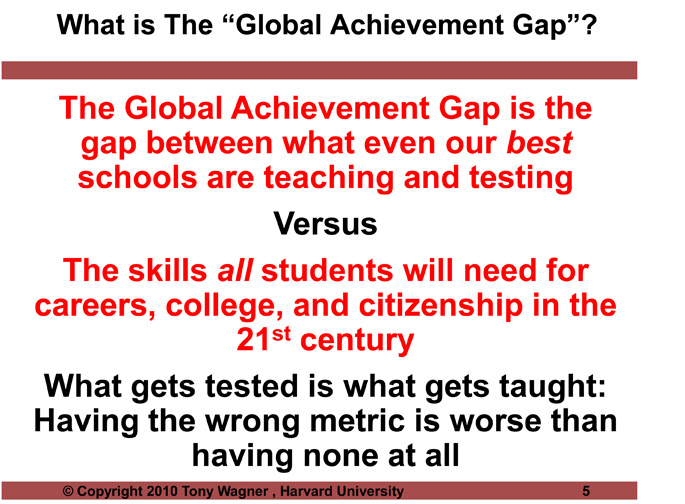 What is The “Global Achievement Gap”?
The Global Achievement Gap is the
gap between what even our best
schools are teaching and testing
Versus
The skills all students will need for
careers, college, and citizenship in the
21st century
What gets tested is what gets taught:
Having the wrong metric is worse than
having none at all
© Copyright 2010 Tony Wagner , Harvard University 5